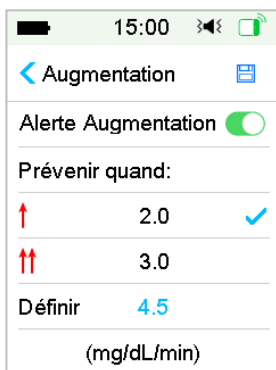 15:00
Augmentation
Alerte Augmentation
Prévenir quand:
2.0
3.0
Définir 4.5
(mg/dL/min)